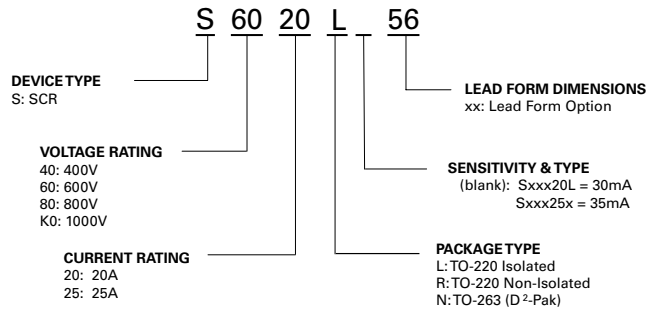 S 60 20 L _ 56
DEVICE TYPE
S: SCR
LEAD FORM DIMENSIONS
xx: Lead Form Option
VOLTAGE RATING
40: 400V
60: 600V
80: 800V
K0: 1000V
SENSITIVITY & TYPE
(blank): Sxxx20L = 30mA
Sxxx25x = 35mA
CURRENT RATING
20: 20A
25: 25A
PACKAGE TYPE
L: TO-220 Isolated
R: TO-220 Non-Isolated
N: TO-263 (D²-Pak)